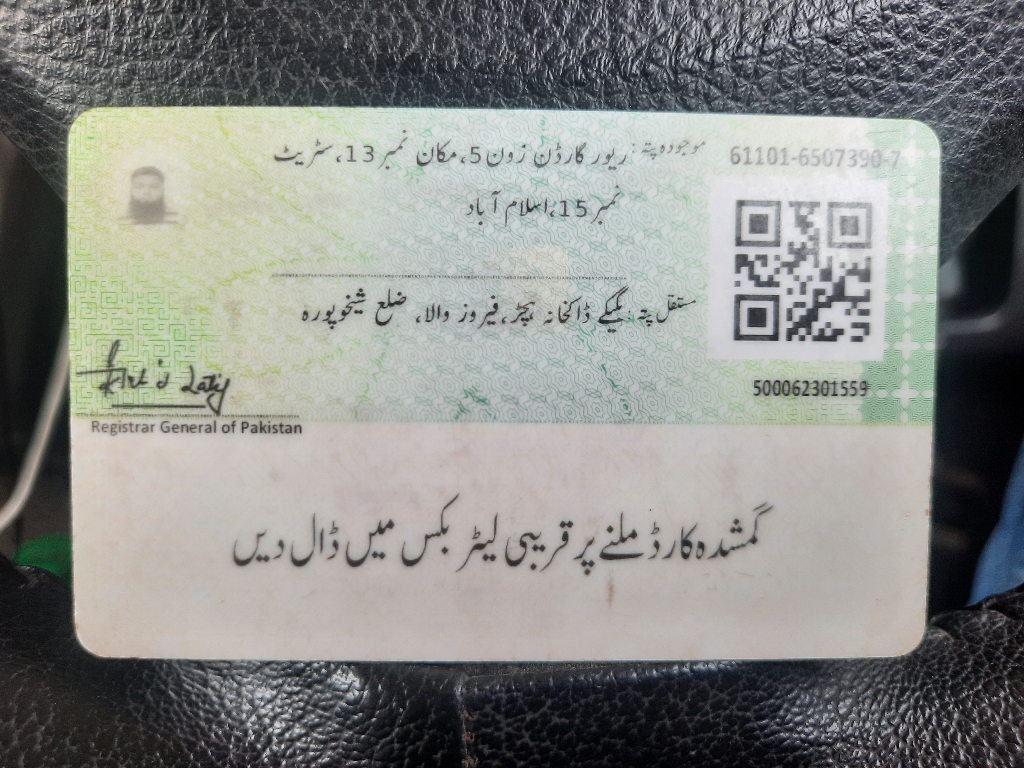 61101-6507390-7
موجودہ پتہ: ریور گارڈن زون 5، مکان نمبر 13، سٹریٹ
نمبر 15، اسلام آباد
مستقل پتہ: ڈاکخانہ، فیروز والا، ضلع شیخوپورہ
500062301559
Registrar General of Pakistan
گمشدہ کارڈ ملنے پر قریبی لیٹر بکس میں ڈال دیں